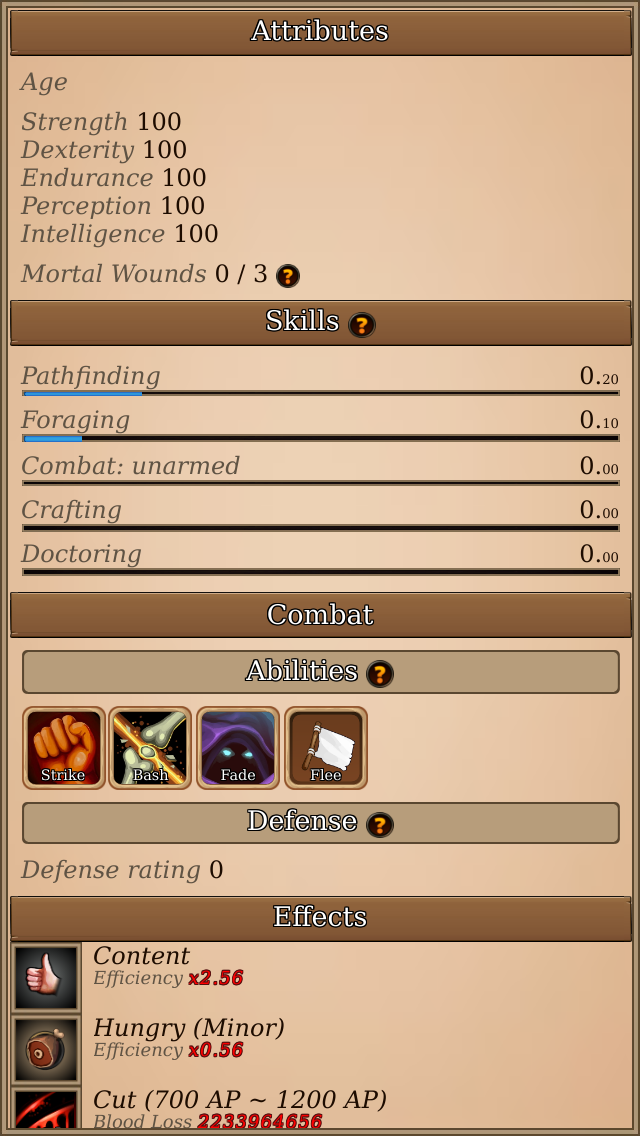 Attributes
Age
Strength 100
Dexterity 100
Endurance 100
Perception 100
Intelligence 100
Mortal Wounds 0 / 3 ?
Skills ?
Pathfinding 0.20
Foraging 0.10
Combat: unarmed 0.00
Crafting 0.00
Doctoring 0.00
Combat
Abilities ?
Strike Bash Fade Flee
Defense ?
Defense rating 0
Effects
Content
Efficiency x2.56
Hungry (Minor)
Efficiency x0.56
Cut (700 AP ~ 1200 AP)
Blood Loss 2233964656